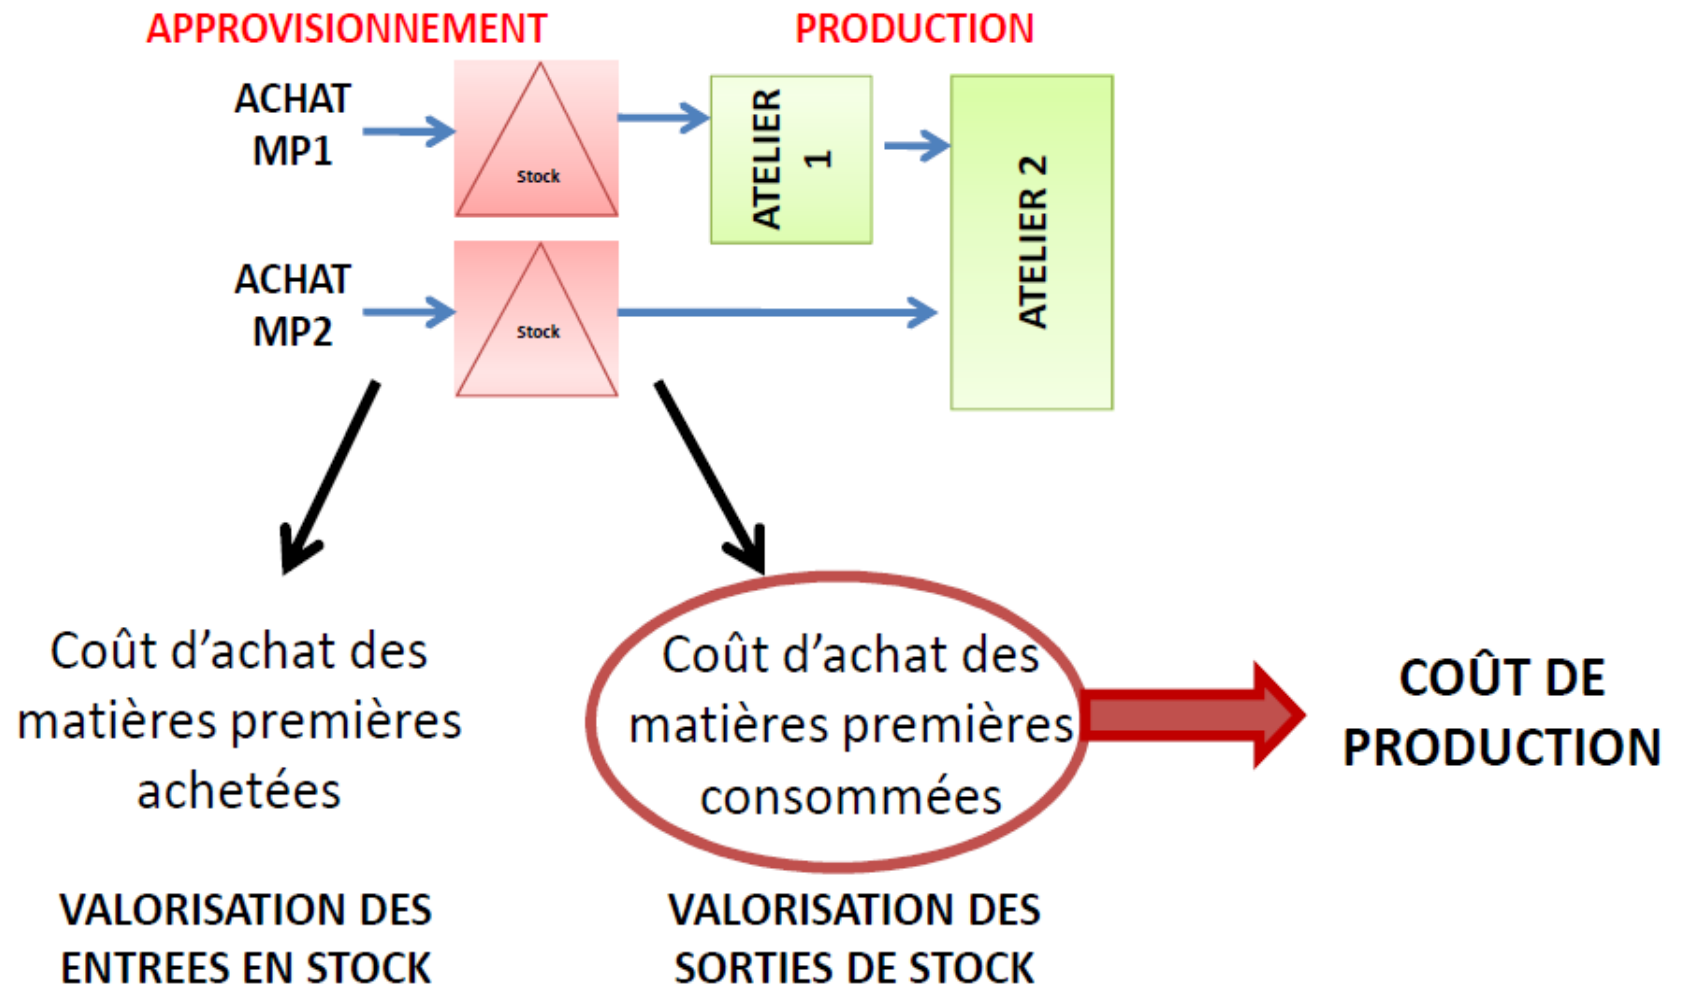 APPROVISIONNEMENT
PRODUCTION
ACHAT
MP1
Stock
ATELIER
1
ATELIER 2
ACHAT
MP2
Stock
Coût d’achat des
matières premières
achetées
Coût d’achat des
matières premières
consommées
COÛT DE
PRODUCTION
VALORISATION DES
ENTREES EN STOCK
VALORISATION DES
SORTIES DE STOCK